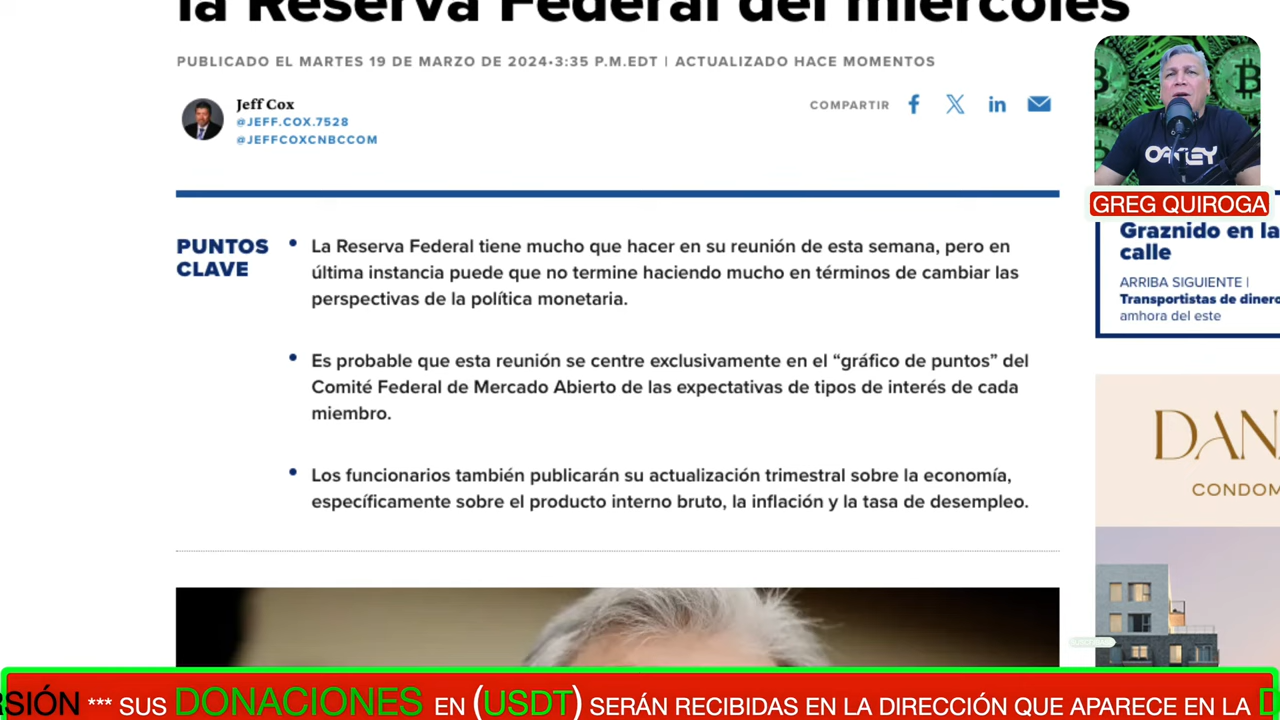 la Reserva Federal del miércoles
PUBLICADO EL MARTES 19 DE MARZO DE 2024•3:35 P.M.EDT | ACTUALIZADO HACE MOMENTOS
Jeff Cox
@JEFF.COX.7528
@JEFFCOXCNBCCOM
COMPARTIR
OAKLEY
GREG QUIROGA
PUNTOS
CLAVE
• La Reserva Federal tiene mucho que hacer en su reunión de esta semana, pero en
última instancia puede que no termine haciendo mucho en términos de cambiar las
perspectivas de la política monetaria.
• Es probable que esta reunión se centre exclusivamente en el “gráfico de puntos” del
Comité Federal de Mercado Abierto de las expectativas de tipos de interés de cada
miembro.
• Los funcionarios también publicarán su actualización trimestral sobre la economía,
específicamente sobre el producto interno bruto, la inflación y la tasa de desempleo.
Graznido en la
calle
ARRIBA SIGUIENTE |
Transportistas de dinero
amhora del este
DAN
CONDOM
RSIÓN *** SUS DONACIONES EN (USDT) SERÁN RECIBIDAS EN LA DIRECCIÓN QUE APARECE EN LA D